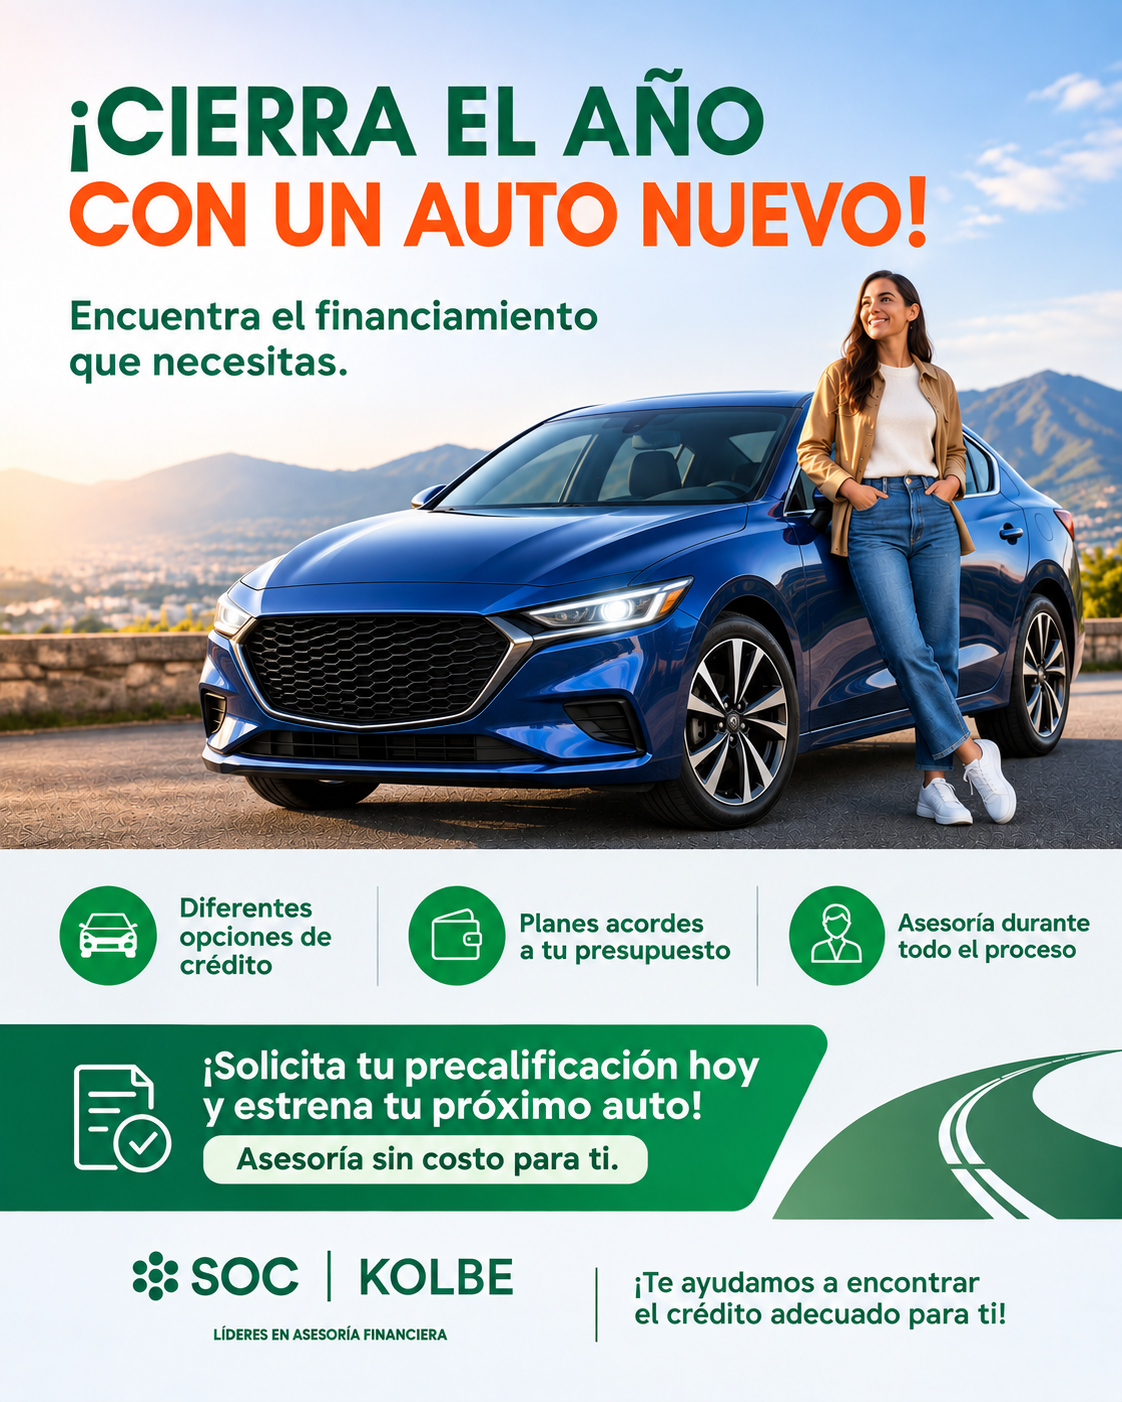 ¡CIERRA EL AÑO
CON UN AUTO NUEVO!
Encuentra el financiamiento
que necesitas.
Diferentes
opciones de
crédito
Planes acordes
a tu presupuesto
Asesoría durante
todo el proceso
¡Solicita tu precalificación hoy
y estrena tu próximo auto!
Asesoría sin costo para ti.
SOC | KOLBE
LÍDERES EN ASESORÍA FINANCIERA
¡Te ayudamos a encontrar
el crédito adecuado para ti!